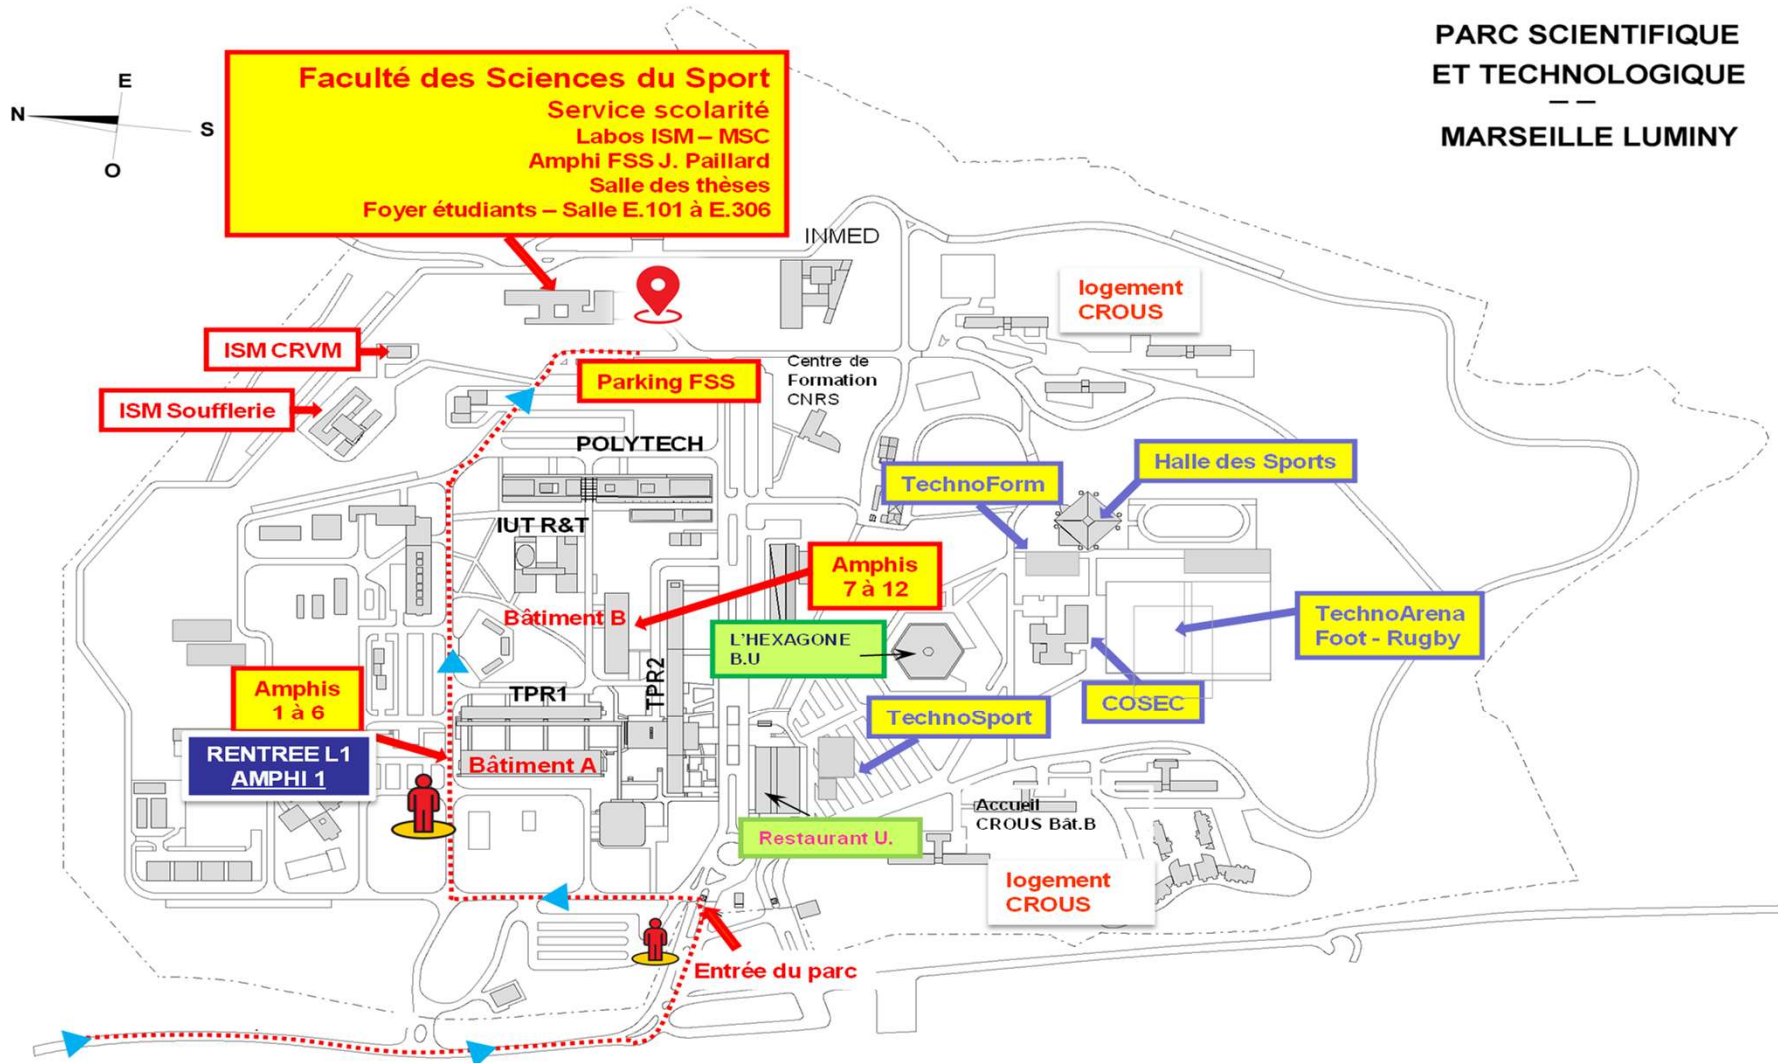 PARC SCIENTIFIQUE
ET TECHNOLOGIQUE
– –
MARSEILLE LUMINY
N
E
S
O
Faculté des Sciences du Sport
Service scolarité
Labos ISM – MSC
Amphi FSS J. Paillard
Salle des thèses
Foyer étudiants – Salle E.101 à E.306
INMED
logement
CROUS
ISM CRVM
ISM Soufflerie
Parking FSS
Centre de
Formation
CNRS
POLYTECH
TechnoForm
Halle des Sports
IUT R&T
Amphis
7 à 12
Bâtiment B
L'HEXAGONE
B.U
TechnoArena
Foot - Rugby
TPR2
Amphis
1 à 6
TPR1
TechnoSport
COSEC
RENTREE L1
AMPHI 1
Bâtiment A
Accueil
CROUS Bât.B
Restaurant U.
logement
CROUS
Entrée du parc